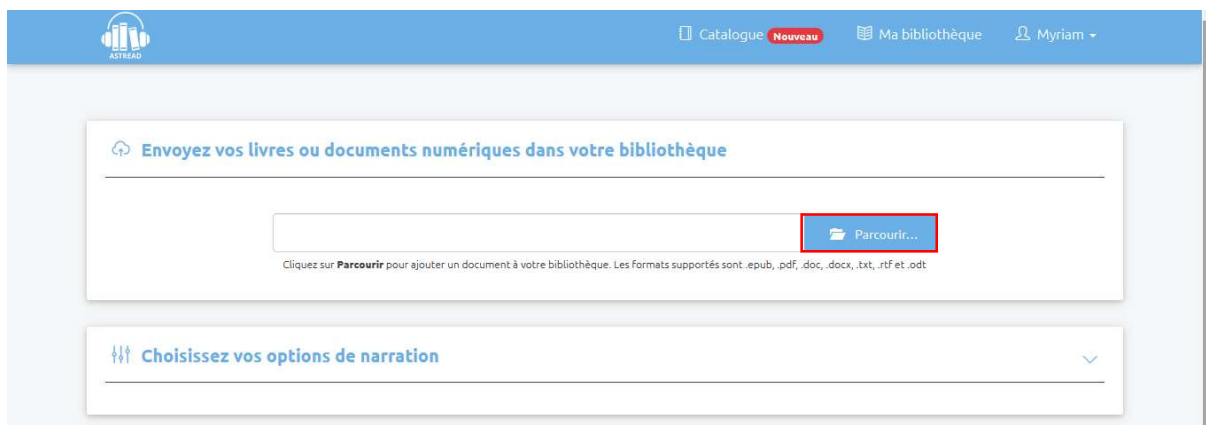 ASTREAD
Catalogue Nouveau
Ma bibliothèque
Myriam
Envoyez vos livres ou documents numériques dans votre bibliothèque
Parcourir...
Cliquez sur Parcourir pour ajouter un document à votre bibliothèque. Les formats supportés sont .epub, .pdf, .doc, .docx, .txt, .rtf et .odt
Choisissez vos options de narration